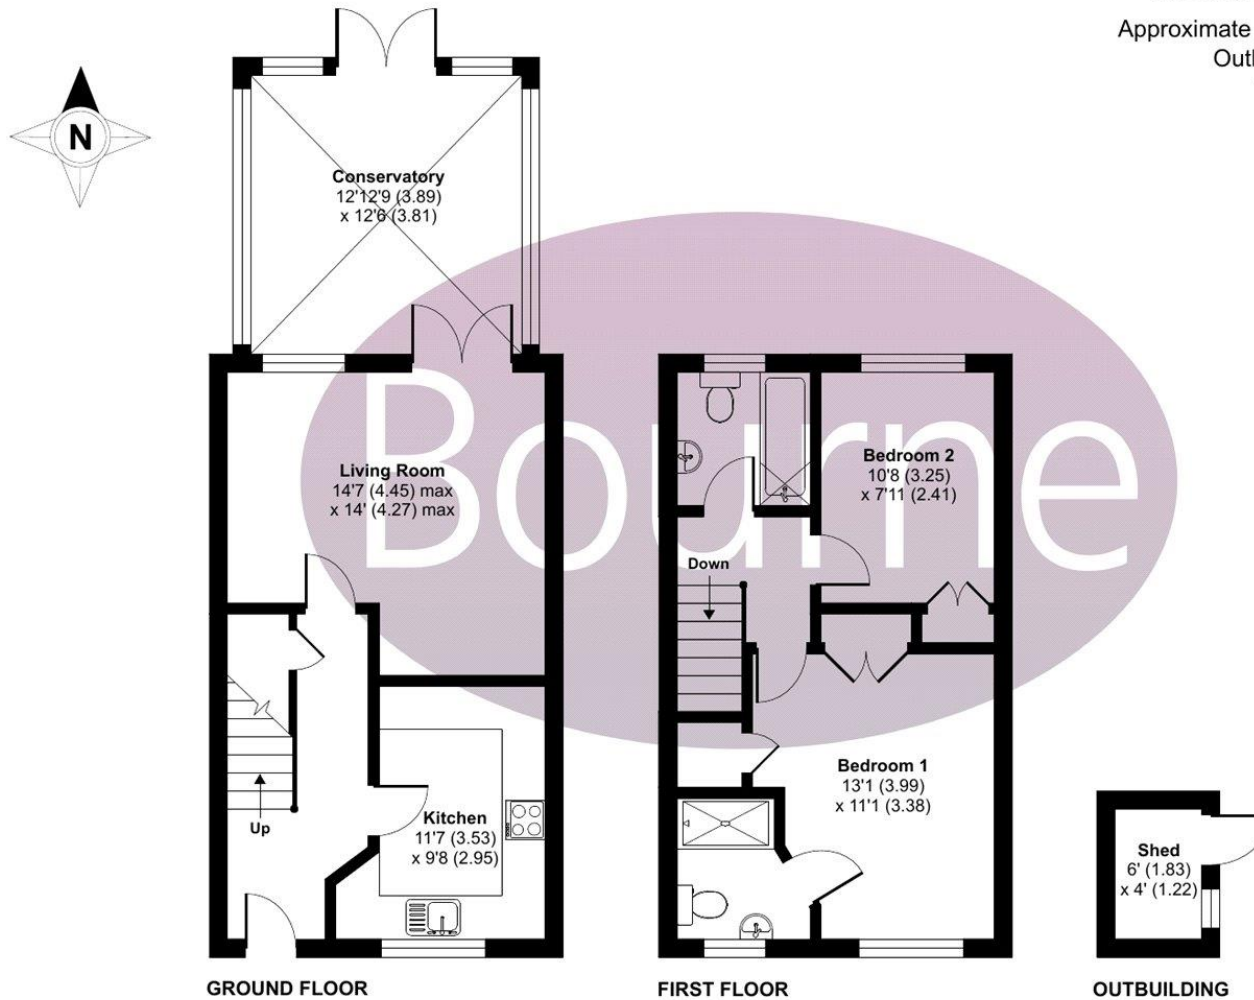 Approximate
Outl
N
Conservatory
12'12'9 (3.89)
x 12'6 (3.81)
Living Room
14'7 (4.45) max
x 14' (4.27) max
Bourne
Bedroom 2
10'8 (3.25)
x 7'11 (2.41)
Down
Up
Kitchen
11'7 (3.53)
x 9'8 (2.95)
Bedroom 1
13'1 (3.99)
x 11'1 (3.38)
Shed
6' (1.83)
x 4' (1.22)
GROUND FLOOR
FIRST FLOOR
OUTBUILDING